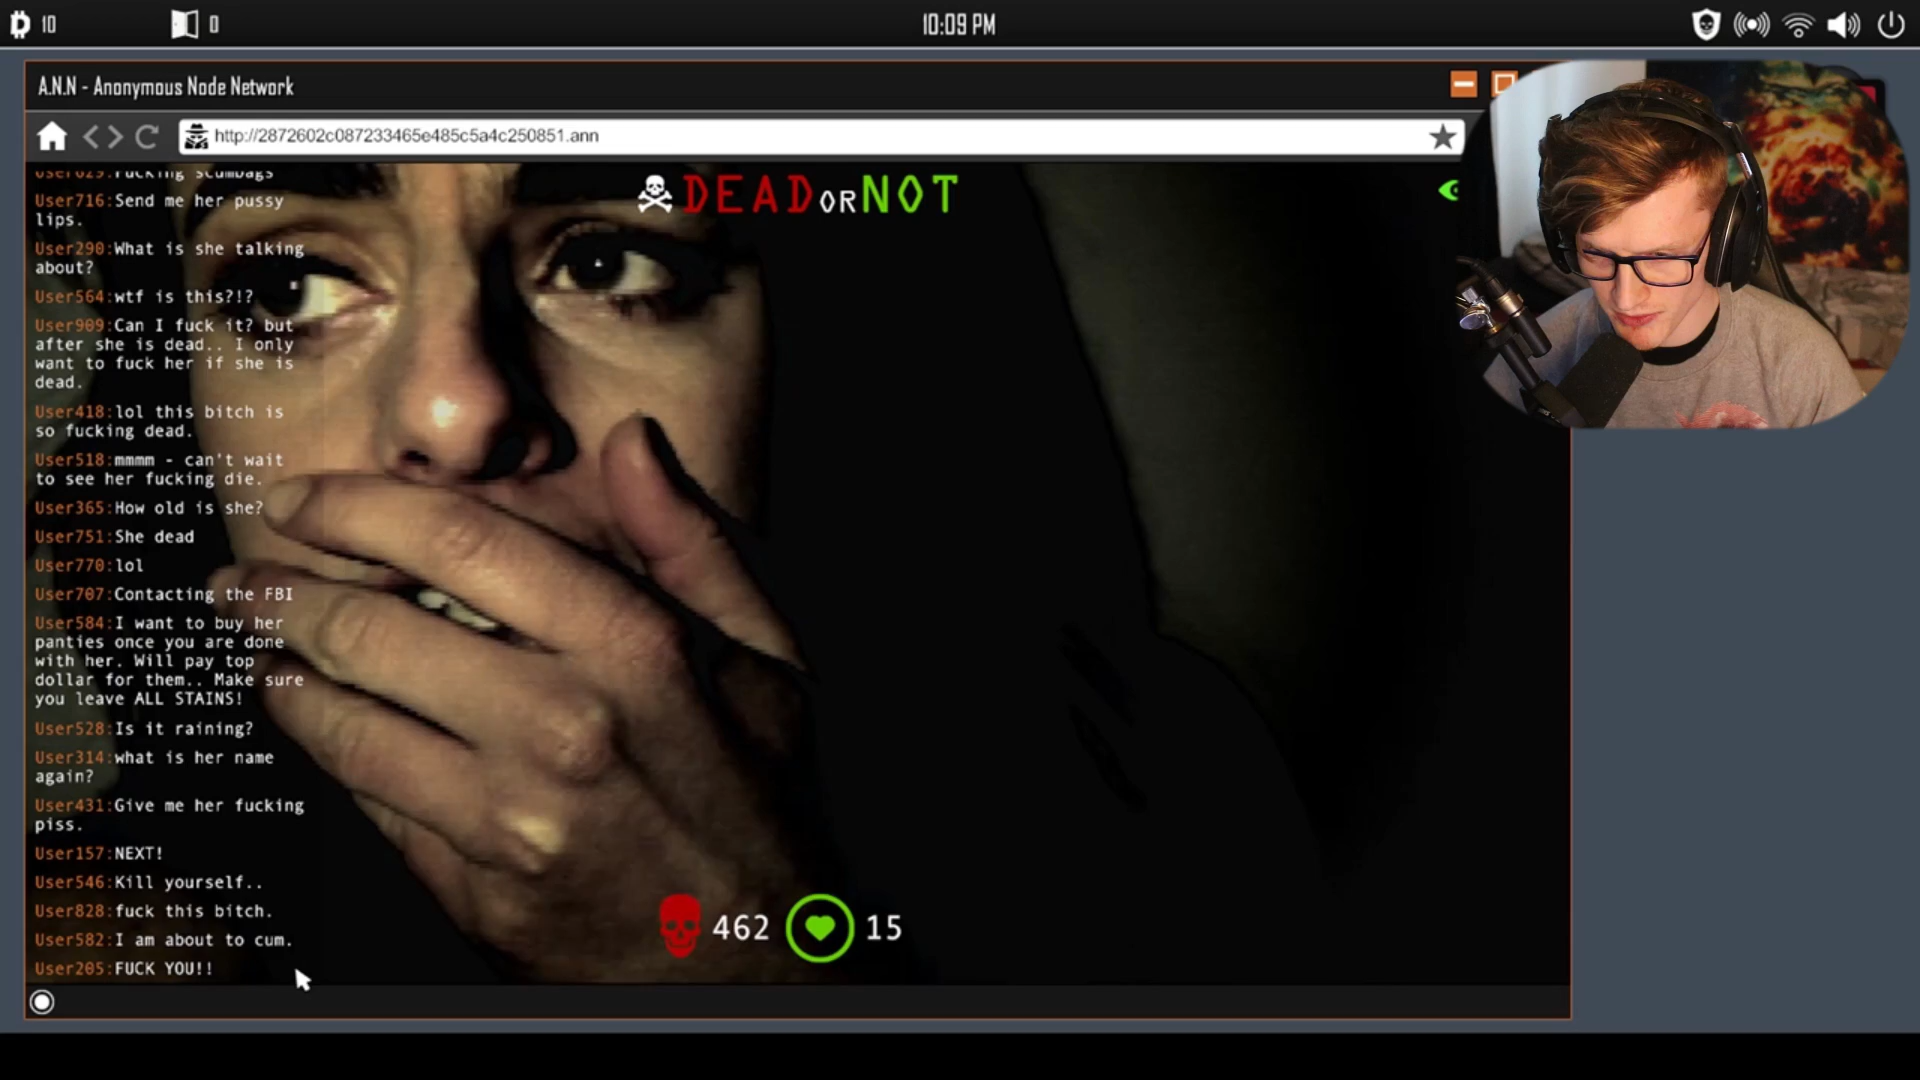 10
0
10:09 PM
A.N.N - Anonymous Node Network
http://2872602c087233465e485c5a4c250851.ann
DEAD OR NOT
User629:fucking scumbags
User716:Send me her pussy
lips.
User290:What is she talking
about?
User564:wtf is this?!?
User909:Can I fuck it? but
after she is dead.. I only
want to fuck her if she is
dead.
User418:lol this bitch is
so fucking dead.
User518:mmmm - can't wait
to see her fucking die.
User365:How old is she?
User751:She dead
User770:lol
User707:Contacting the FBI
User584:I want to buy her
panties once you are done
with her. Will pay top
dollar for them.. Make sure
you leave ALL STAINS!
User528:Is it raining?
User314:what is her name
again?
User431:Give me her fucking
piss.
User157:NEXT!
User546:Kill yourself..
User828:fuck this bitch.
User582:I am about to cum.
User205:FUCK YOU!!
462
15